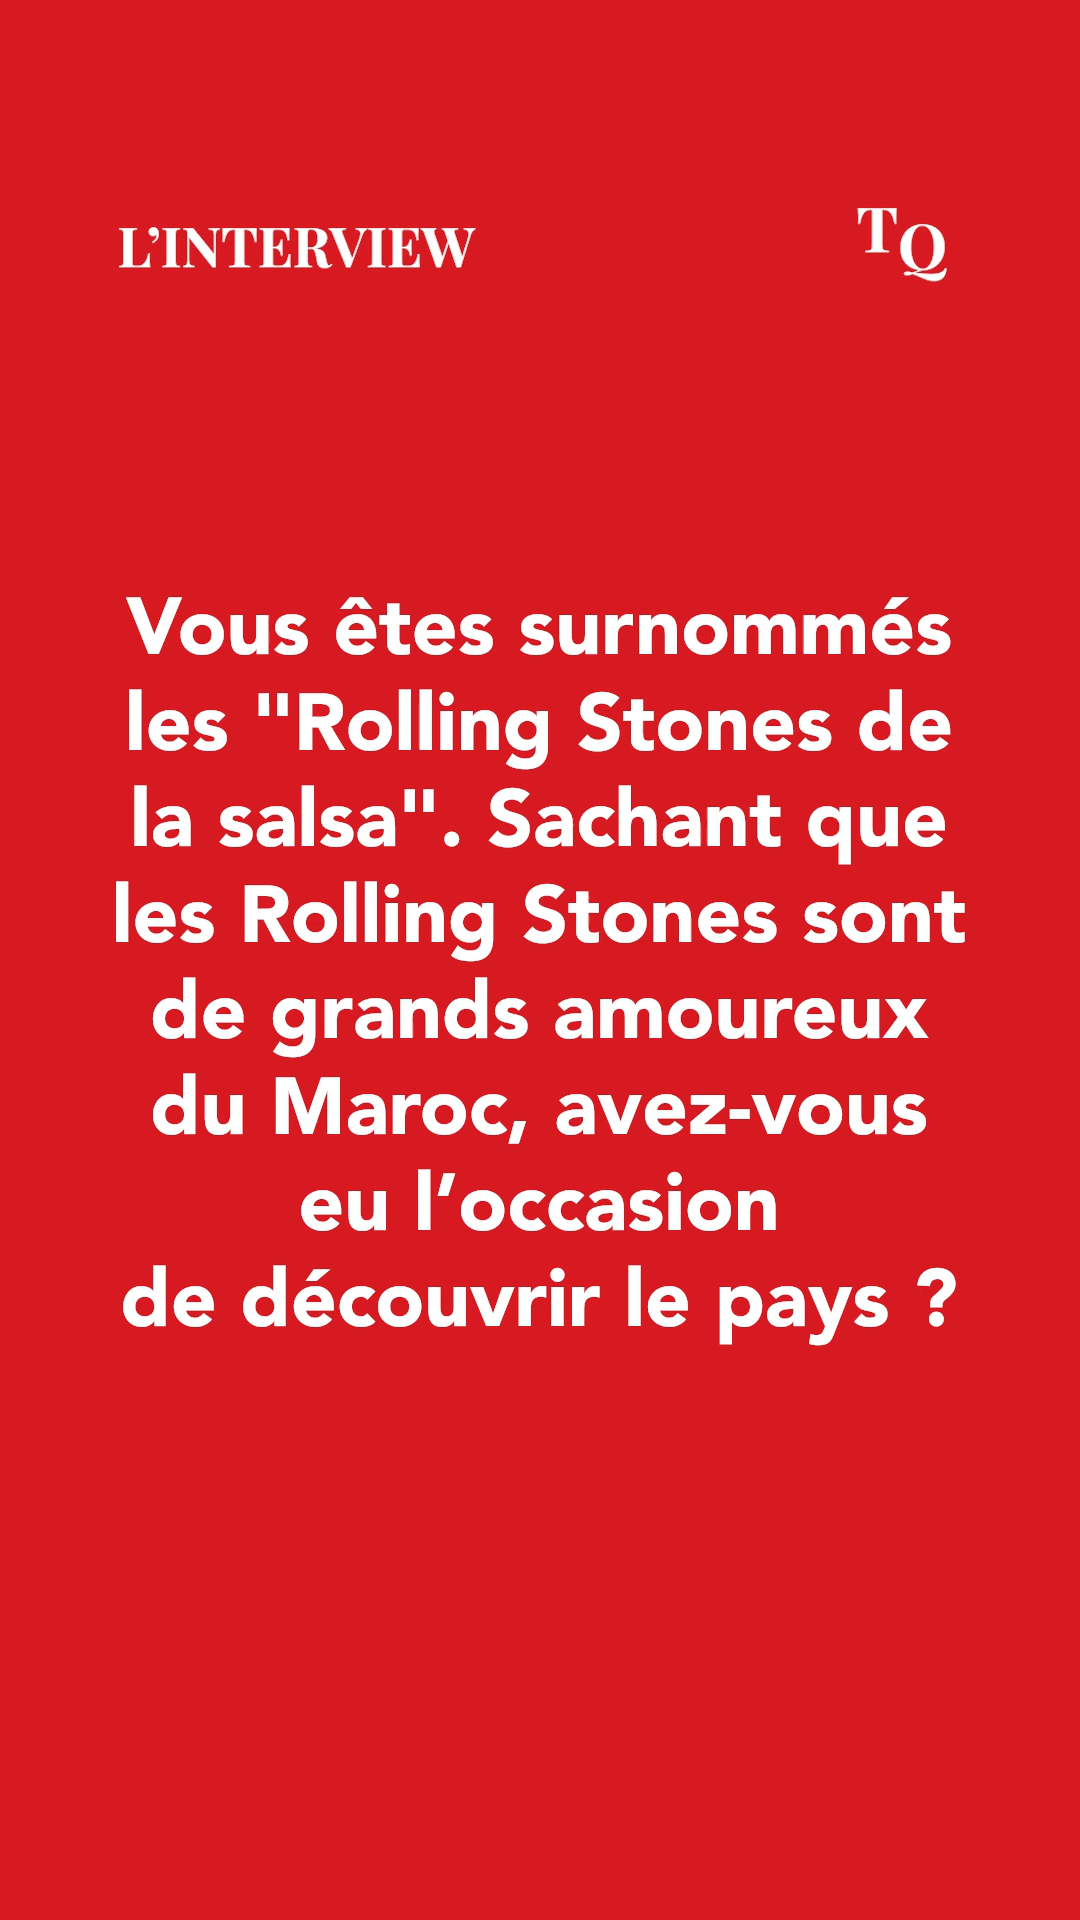 L’INTERVIEW
TQ
Vous êtes surnommés
les "Rolling Stones de
la salsa". Sachant que
les Rolling Stones sont
de grands amoureux
du Maroc, avez-vous
eu l’occasion
de découvrir le pays ?